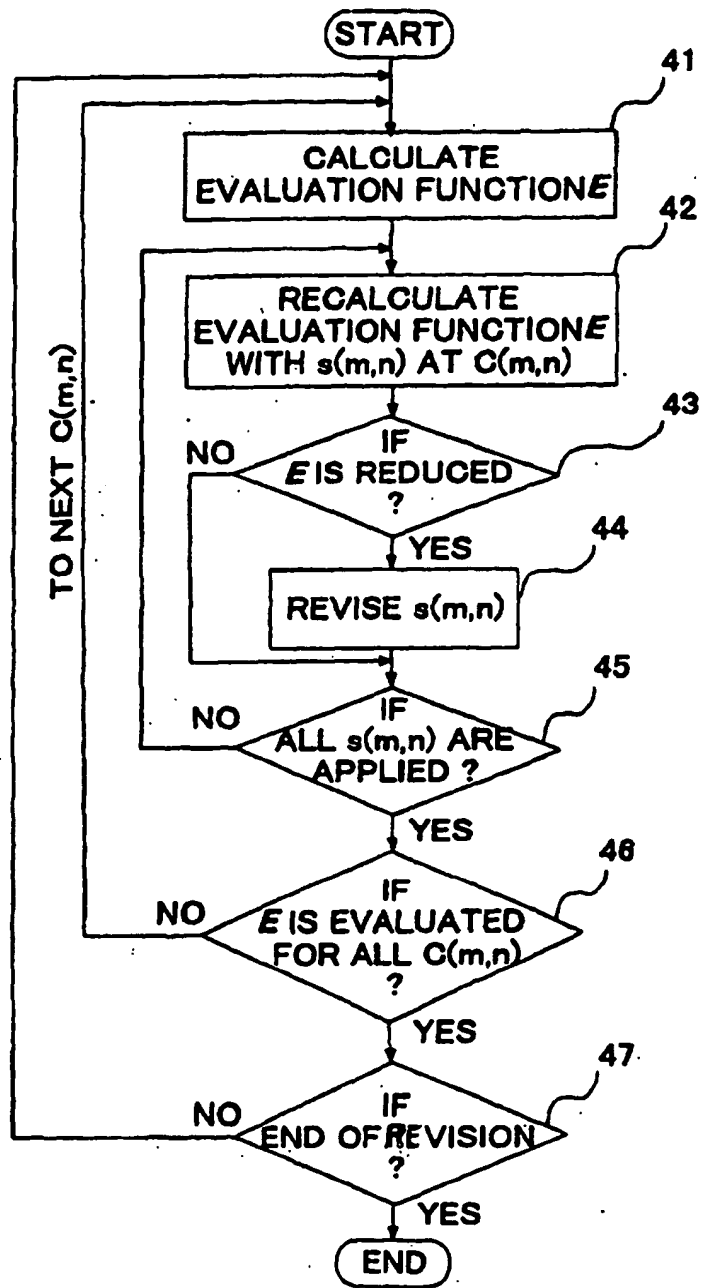 START
41
CALCULATE
EVALUATION FUNCTIONE
42
RECALCULATE
EVALUATION FUNCTIONE
WITH s(m,n) AT C(m,n)
TO NEXT C(m,n)
43
NO
IF
E IS REDUCED
?
YES
44
REVISE s(m,n)
45
NO
IF
ALL s(m,n) ARE
APPLIED ?
YES
46
NO
IF
E IS EVALUATED
FOR ALL C(m,n)
?
YES
47
NO
IF
END OF REVISION
?
YES
END